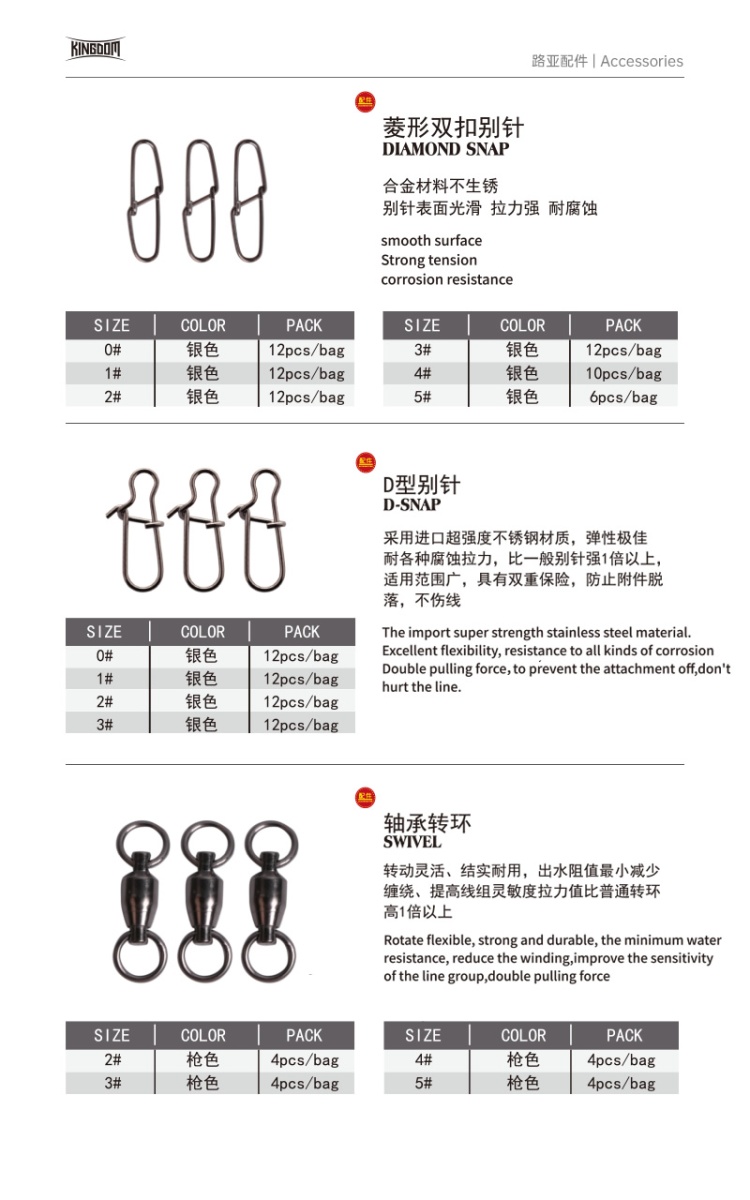 KINGDOM
路亚配件 | Accessories
配件
菱形双扣别针
DIAMOND SNAP
合金材料不生锈
别针表面光滑 拉力强 耐腐蚀
smooth surface
Strong tension
corrosion resistance
SIZE COLOR PACK
0# 银色 12pcs/bag
1# 银色 12pcs/bag
2# 银色 12pcs/bag
SIZE COLOR PACK
3# 银色 12pcs/bag
4# 银色 10pcs/bag
5# 银色 6pcs/bag
配件
D型别针
D-SNAP
采用进口超强度不锈钢材质，弹性极佳
耐各种腐蚀拉力，比一般别针强1倍以上，
适用范围广，具有双重保险，防止附件脱
落，不伤线
The import super strength stainless steel material.
Excellent flexibility, resistance to all kinds of corrosion
Double pulling force, to prevent the attachment off,don't
hurt the line.
SIZE COLOR PACK
0# 银色 12pcs/bag
1# 银色 12pcs/bag
2# 银色 12pcs/bag
3# 银色 12pcs/bag
配件
轴承转环
SWIVEL
转动灵活、结实耐用，出水阻值最小减少
缠绕、提高线组灵敏度拉力值比普通转环
高1倍以上
Rotate flexible, strong and durable, the minimum water
resistance, reduce the winding,improve the sensitivity
of the line group,double pulling force
SIZE COLOR PACK
2# 枪色 4pcs/bag
3# 枪色 4pcs/bag
SIZE COLOR PACK
4# 枪色 4pcs/bag
5# 枪色 4pcs/bag